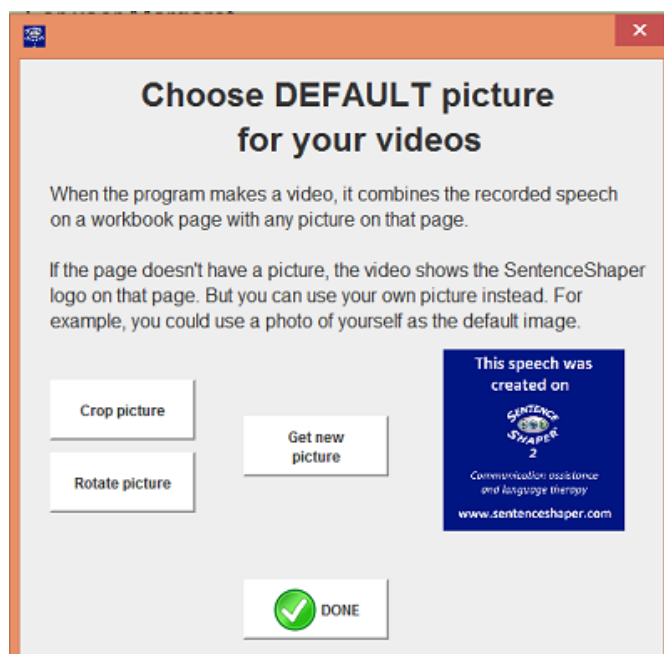 Choose DEFAULT picture
for your videos
When the program makes a video, it combines the recorded speech
on a workbook page with any picture on that page.
If the page doesn't have a picture, the video shows the SentenceShaper
logo on that page. But you can use your own picture instead. For
example, you could use a photo of yourself as the default image.
Crop picture
Rotate picture
Get new
picture
This speech was
created on
SENTENCE
SHAPER
2
Communication assistance
and language therapy
www.sentenceshaper.com
DONE